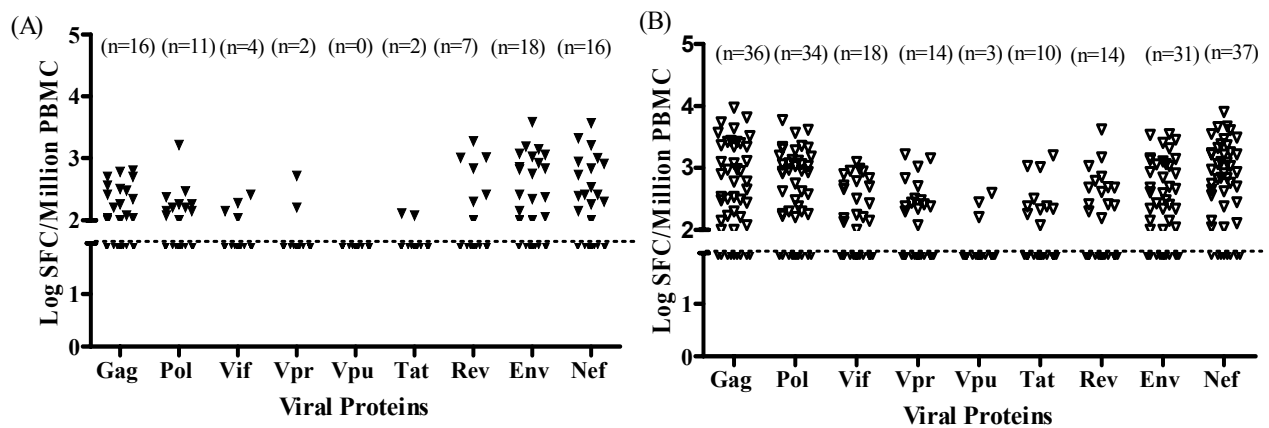 (A)
(n=16) (n=11) (n=4) (n=2) (n=0) (n=2) (n=7) (n=18) (n=16)
Log SFC/Million PBMC
5
4
3
2
1
0
Gag Pol Vif Vpr Vpu Tat Rev Env Nef
Viral Proteins
(B)
(n=36) (n=34) (n=18) (n=14) (n=3) (n=10) (n=14) (n=31) (n=37)
Log SFC/Million PBMC
5
4
3
2
1
0
Gag Pol Vif Vpr Vpu Tat Rev Env Nef
Viral Proteins